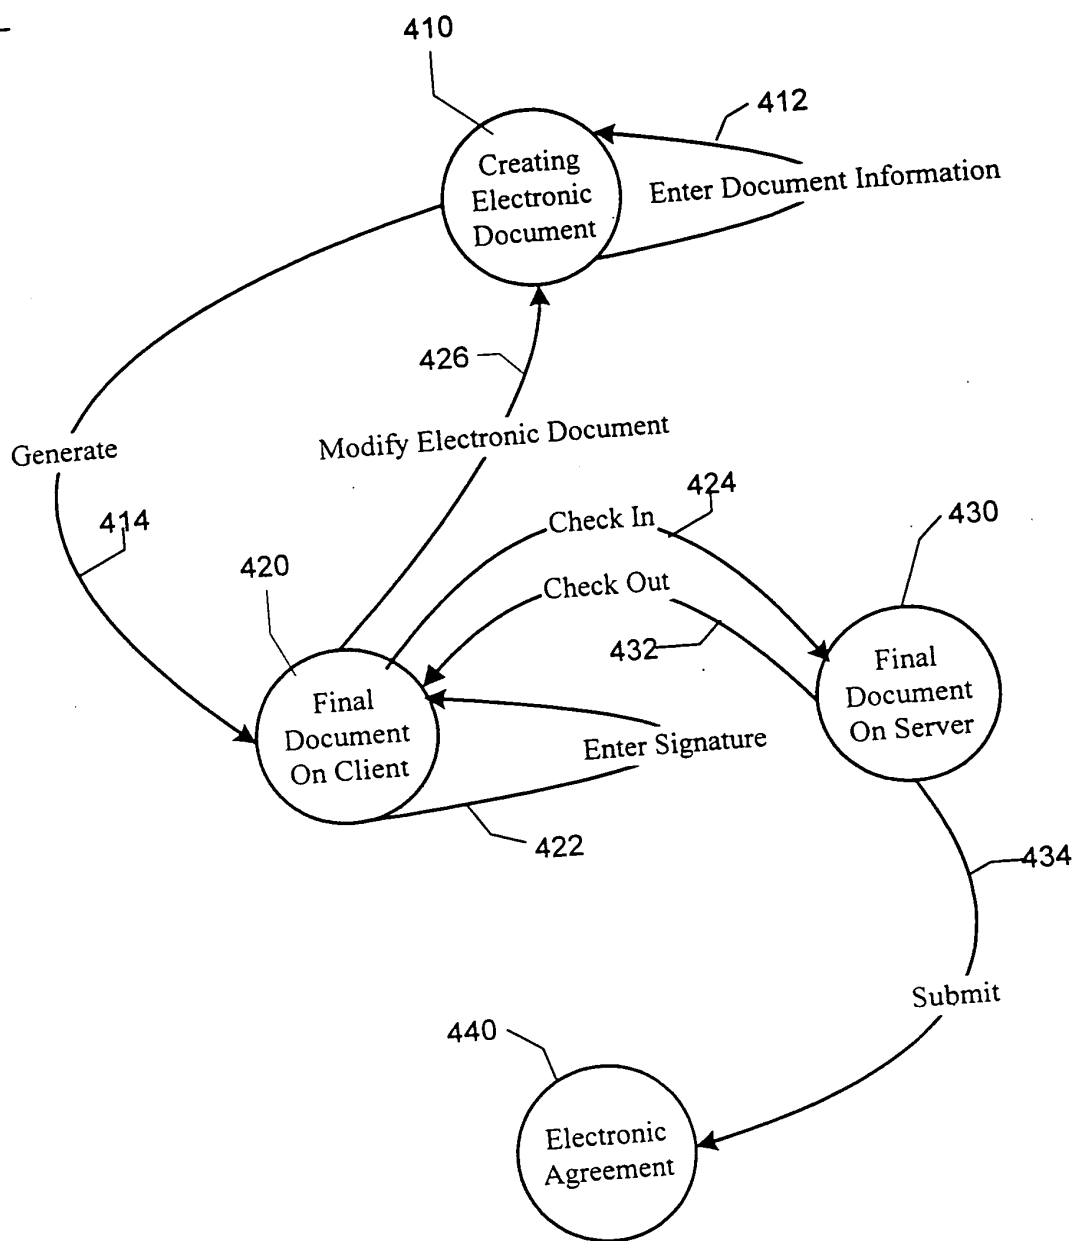 410
412
Creating
Electronic
Document
Enter Document Information
426
Modify Electronic Document
Generate
414
424
Check In
430
420
Check Out
432
Final
Document
On Client
Final
Document
On Server
Enter Signature
422
434
Submit
440
Electronic
Agreement